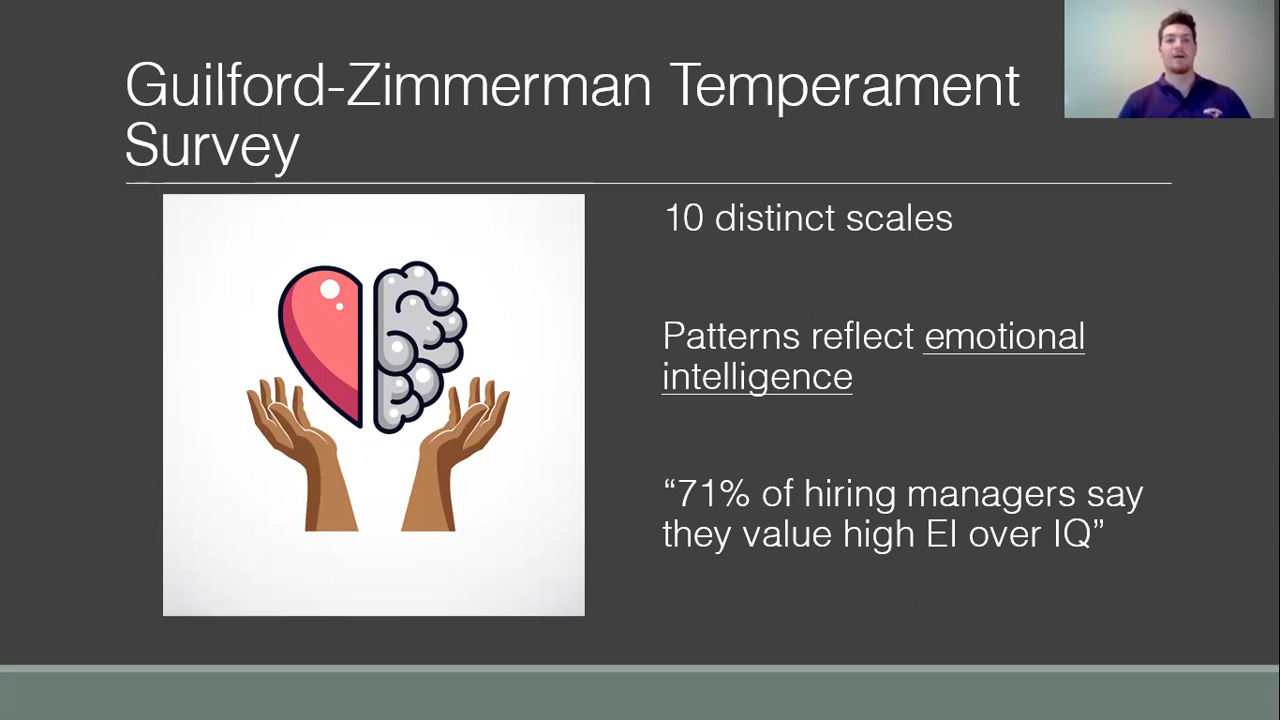 Guilford-Zimmerman Temperament
Survey
10 distinct scales
Patterns reflect emotional
intelligence
“71% of hiring managers say
they value high EI over IQ”